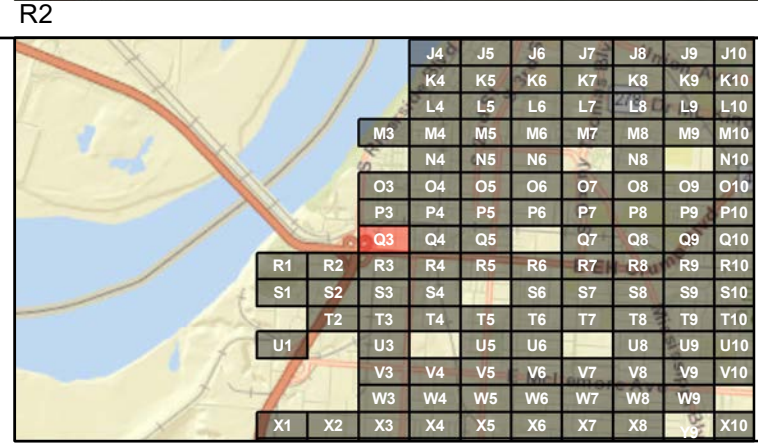 R2
J4 J5 J6 J7 J8 J9 J10
K4 K5 K6 K7 K8 K9 K10
L4 L5 L6 L7 L8 L9 L10
M3 M4 M5 M6 M7 M8 M9 M10
N4 N5 N6 N8 N10
O3 O4 O5 O6 O7 O8 O9 O10
P3 P4 P5 P6 P7 P8 P9 P10
Q3 Q4 Q5 Q7 Q8 Q9 Q10
R1 R2 R3 R4 R5 R6 R7 R8 R9 R10
S1 S2 S3 S4 S6 S7 S8 S9 S10
T2 T3 T4 T5 T6 T7 T8 T9 T10
U1 U3 U5 U6 U8 U9 U10
V3 V4 V5 V6 V7 V8 V9 V10
E McLemore Ave
W3 W4 W5 W6 W7 W8 W9
X1 X2 X3 X4 X5 X6 X7 X8 X10
Y9